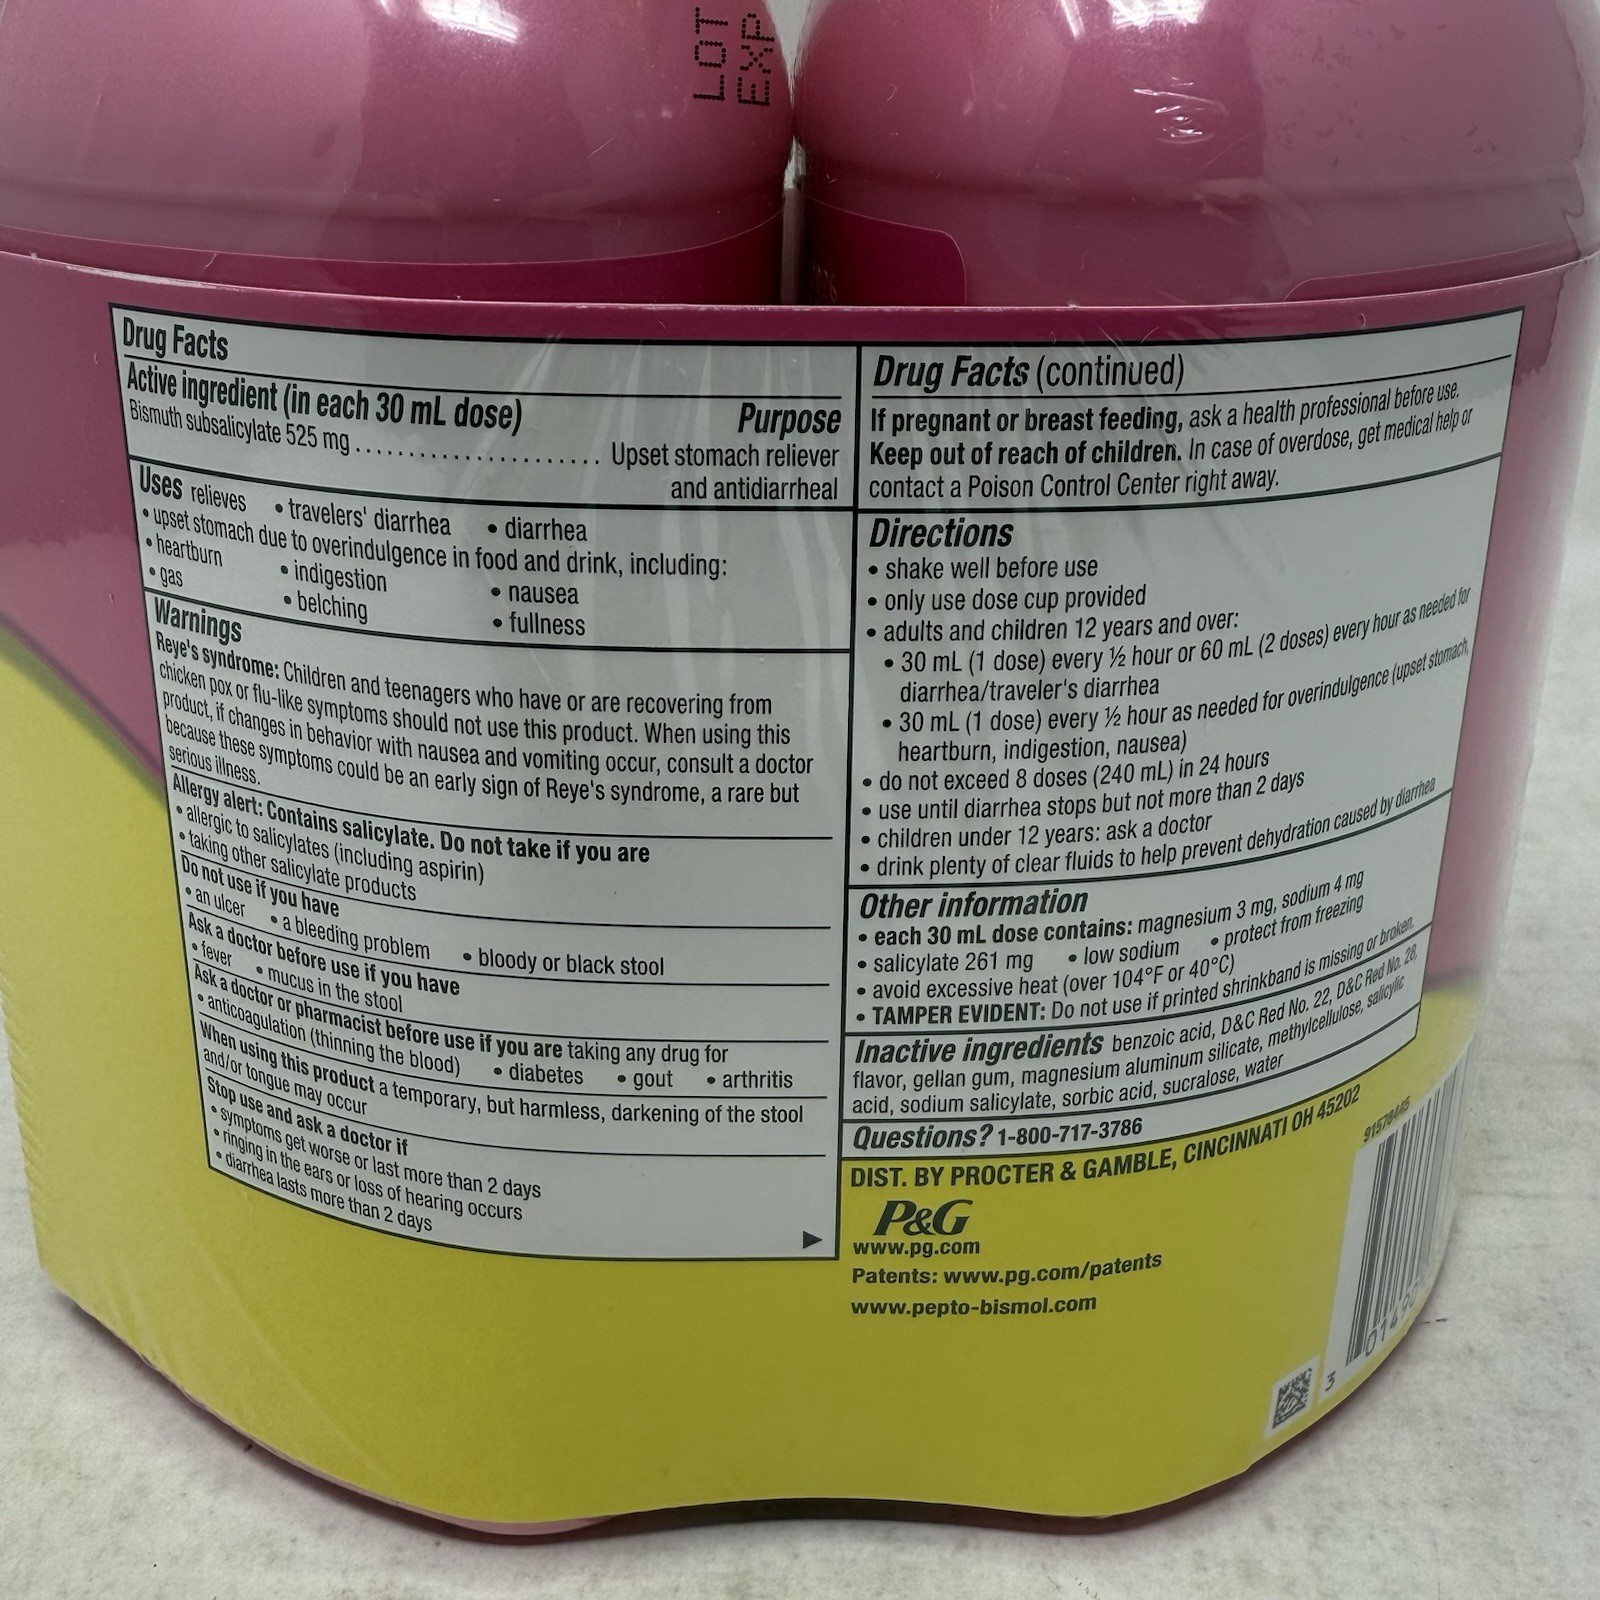 LOT
EXP
Drug Facts
Active ingredient (in each 30 mL dose) Purpose
Bismuth subsalicylate 525 mg ....................... Upset stomach reliever
and antidiarrheal
Uses relieves • travelers' diarrhea • diarrhea
• upset stomach due to overindulgence in food and drink, including:
• heartburn • indigestion • nausea
• gas • belching • fullness
Warnings
Reye's syndrome: Children and teenagers who have or are recovering from
chicken pox or flu-like symptoms should not use this product. When using this
product, if changes in behavior with nausea and vomiting occur, consult a doctor
because these symptoms could be an early sign of Reye's syndrome, a rare but
serious illness.
Allergy alert: Contains salicylate. Do not take if you are
• allergic to salicylates (including aspirin)
• taking other salicylate products
Do not use if you have
• an ulcer • a bleeding problem • bloody or black stool
Ask a doctor before use if you have
• fever • mucus in the stool
Ask a doctor or pharmacist before use if you are taking any drug for
• anticoagulation (thinning the blood) • diabetes • gout • arthritis
When using this product a temporary, but harmless, darkening of the stool
and/or tongue may occur
Stop use and ask a doctor if
• symptoms get worse or last more than 2 days
• ringing in the ears or loss of hearing occurs
• diarrhea lasts more than 2 days
Drug Facts (continued)
If pregnant or breast feeding, ask a health professional before use.
Keep out of reach of children. In case of overdose, get medical help or
contact a Poison Control Center right away.
Directions
• shake well before use
• only use dose cup provided
• adults and children 12 years and over:
• 30 mL (1 dose) every ½ hour or 60 mL (2 doses) every hour as needed for
diarrhea/traveler's diarrhea
• 30 mL (1 dose) every ½ hour as needed for overindulgence (upset stomach,
heartburn, indigestion, nausea)
• do not exceed 8 doses (240 mL) in 24 hours
• use until diarrhea stops but not more than 2 days
• children under 12 years: ask a doctor
• drink plenty of clear fluids to help prevent dehydration caused by diarrhea
Other information
• each 30 mL dose contains: magnesium 3 mg, sodium 4 mg
• salicylate 261 mg • low sodium • protect from freezing
• avoid excessive heat (over 104°F or 40°C)
• TAMPER EVIDENT: Do not use if printed shrinkband is missing or broken.
Inactive ingredients benzoic acid, D&C Red No. 22, D&C Red No. 28,
flavor, gellan gum, magnesium aluminum silicate, methylcellulose, salicylic
acid, sodium salicylate, sorbic acid, sucralose, water
Questions? 1-800-717-3786
DIST. BY PROCTER & GAMBLE, CINCINNATI OH 45202
P&G
www.pg.com
Patents: www.pg.com/patents
www.pepto-bismol.com
3